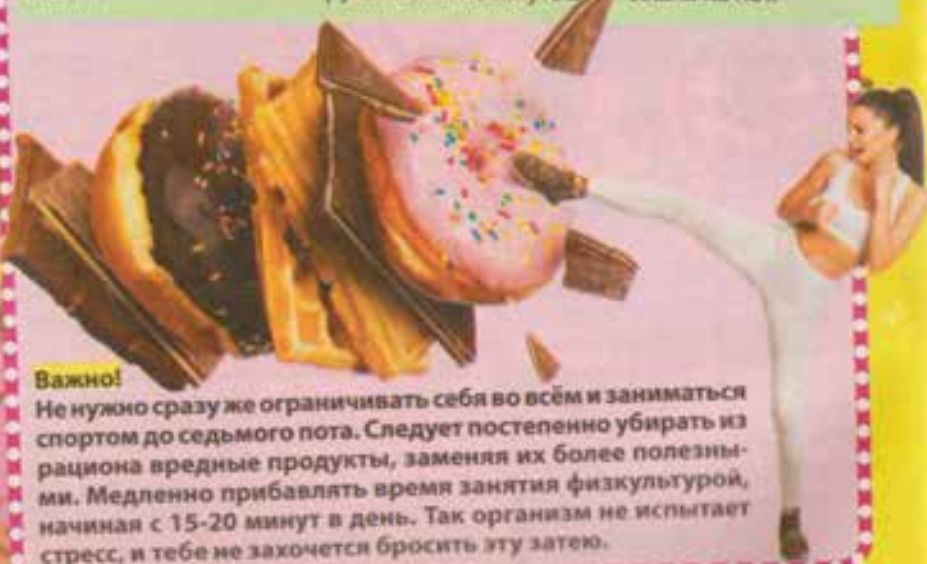 Важно!
Не нужно сразу же ограничивать себя во всём и заниматься
спортом до седьмого пота. Следует постепенно убирать из
рациона вредные продукты, заменяя их более полезны-
ми. Медленно прибавлять время занятия физкультурой,
начиная с 15-20 минут в день. Так организм не испытает
стресс, и тебе не захочется бросить эту затею.